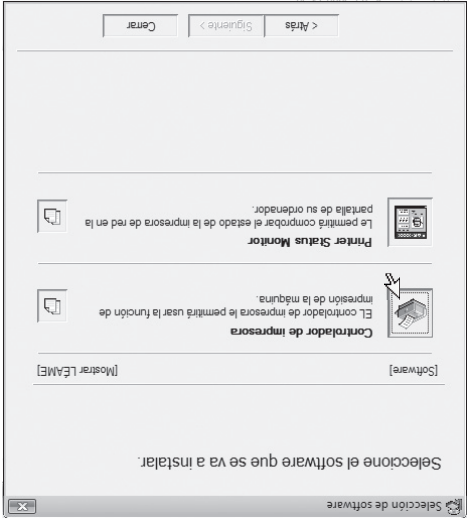 Selección de software
Seleccione el software que se va a instalar.
[Software] [Mostrar LÉAME]
Controlador de impresora
EL controlador de impresora le permitirá usar la función de
impresión de la máquina.
Printer Status Monitor
Le permitirá comprobar el estado de la impresora de red en la
pantalla de su ordenador.
< Atrás Siguiente > Cerrar